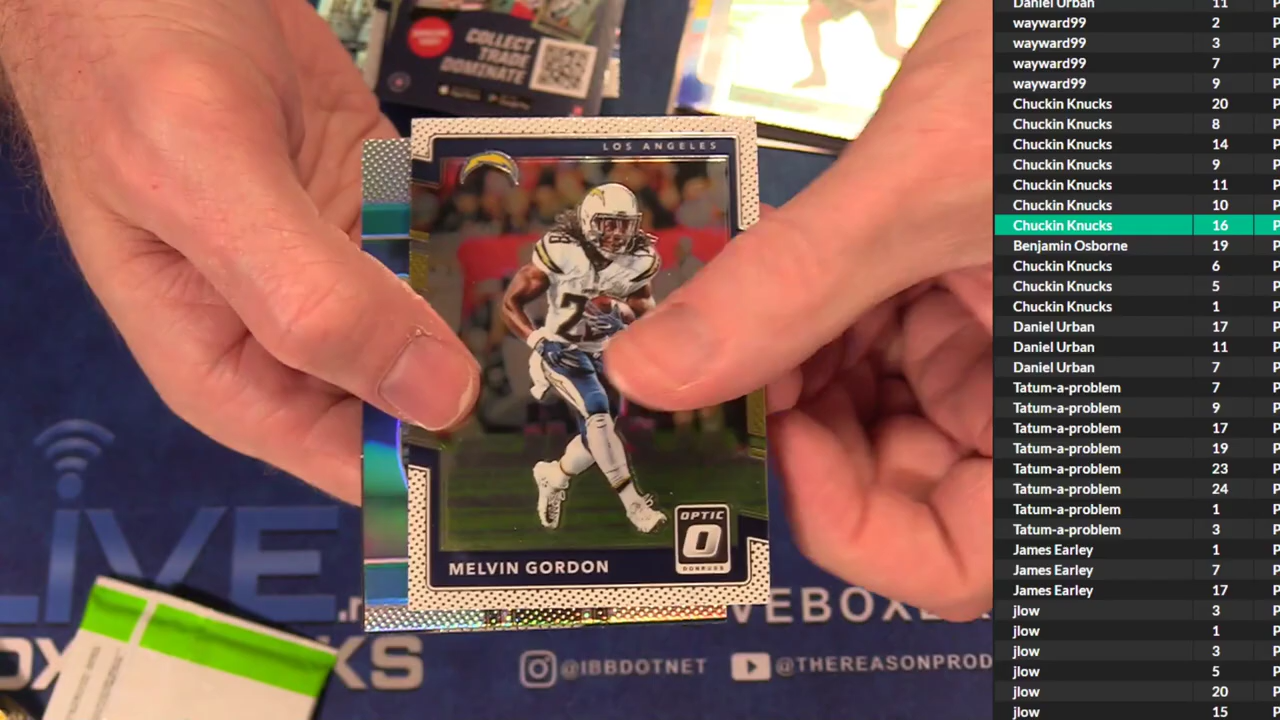 COLLECT
TRADE
DOMINATE
LOS ANGELES
28
OPTIC
DONRUSS
MELVIN GORDON
LIVE
VEBOX
KS
@IBBDOTNET
@THEREASONPROD
Daniel Urban 11 P
wayward99 2 P
wayward99 3 P
wayward99 7 P
wayward99 9 P
Chuckin Knucks 20 P
Chuckin Knucks 8 P
Chuckin Knucks 14 P
Chuckin Knucks 9 P
Chuckin Knucks 11 P
Chuckin Knucks 10 P
Chuckin Knucks 16 P
Benjamin Osborne 19 P
Chuckin Knucks 6 P
Chuckin Knucks 5 P
Chuckin Knucks 1 P
Daniel Urban 17 P
Daniel Urban 11 P
Daniel Urban 7 P
Tatum-a-problem 7 P
Tatum-a-problem 9 P
Tatum-a-problem 17 P
Tatum-a-problem 19 P
Tatum-a-problem 23 P
Tatum-a-problem 24 P
Tatum-a-problem 1 P
Tatum-a-problem 3 P
James Earley 1 P
James Earley 7 P
James Earley 17 P
jlow 3 P
jlow 1 P
jlow 3 P
jlow 5 P
jlow 20 P
jlow 15 P